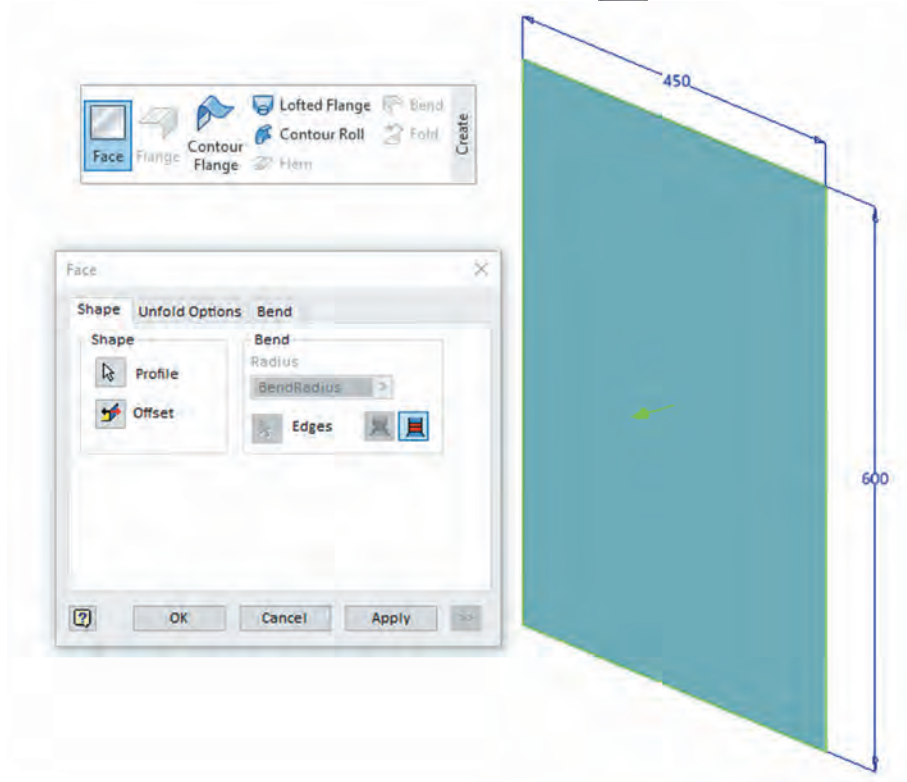 450
Face
Flange
Contour
Flange
Lofted Flange
Contour Roll
Hem
Bend
Fold
Create
Face
Shape
Unfold Options
Bend
Shape
Profile
Offset
Bend
Radius
BendRadius
>
Edges
?
OK
Cancel
Apply
>>
600